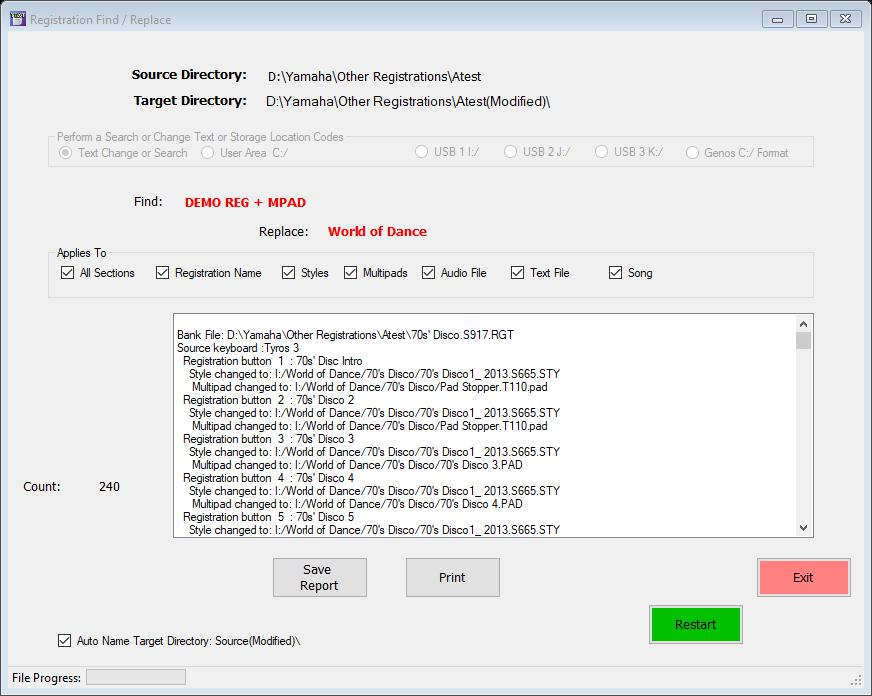 Registration Find / Replace
Source Directory: D:\Yamaha\Other Registrations\Atest
Target Directory: D:\Yamaha\Other Registrations\Atest(Modified)\
Perform a Search or Change Text or Storage Location Codes
Text Change or Search User Area C:/ USB 1 I:/ USB 2 J:/ USB 3 K:/ Genos C:/ Format
Find: DEMO REG + MPAD
Replace: World of Dance
Applies To
All Sections Registration Name Styles Multipads Audio File Text File Song
Bank File: D:\Yamaha\Other Registrations\Atest\70s' Disco.S917.RGT
Source keyboard :Tyros 3
Registration button 1 : 70s' Disc Intro
Style changed to: I:/World of Dance/70's Disco/70's Disco1_ 2013.S665.STY
Multipad changed to: I:/World of Dance/70's Disco/Pad Stopper.T110.pad
Registration button 2 : 70s' Disco 2
Style changed to: I:/World of Dance/70's Disco/70's Disco1_ 2013.S665.STY
Multipad changed to: I:/World of Dance/70's Disco/Pad Stopper.T110.pad
Registration button 3 : 70s' Disco 3
Style changed to: I:/World of Dance/70's Disco/70's Disco1_ 2013.S665.STY
Multipad changed to: I:/World of Dance/70's Disco/70's Disco 3.PAD
Registration button 4 : 70s' Disco 4
Style changed to: I:/World of Dance/70's Disco/70's Disco1_ 2013.S665.STY
Multipad changed to: I:/World of Dance/70's Disco/70's Disco 4.PAD
Registration button 5 : 70s' Disco 5
Style changed to: I:/World of Dance/70's Disco/70's Disco1_ 2013.S665.STY
Count: 240
Save
Report
Print
Exit
Restart
Auto Name Target Directory: Source(Modified)\
File Progress: